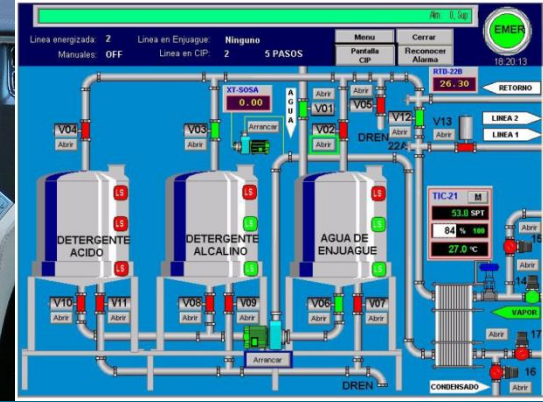 Alm 0, Sup
EMER
Linea energizada: 2
Linea en Enjuague: Ninguno
Menu
Cerrar
Manuales: OFF
Linea en CIP: 2 5 PASOS
Pantalla CIP
Reconocer Alarma
18:20:13
RTD-22B
26.30
RETORNO
XT-SOSA
0.00
AGUA
Abrir
V01
Abrir
V05
V12
Abrir
V13
LINEA 2
LINEA 1
V04
Abrir
V03
Abrir
Arrancar
V02
Abrir
DREN
22A
Abrir
LS
LS
LS
TIC-21 M
53.8 SPT
84 % 100
27.0 ºC
DETERGENTE ACIDO
LS
DETERGENTE ALCALINO
LS
AGUA DE ENJUAGUE
LS
LS
LS
LS
15
Abrir
14
Abrir
VAPOR
V10
V11
V08
V09
V06
V07
Abrir
Abrir
Abrir
Abrir
Abrir
Abrir
Abrir
17
Arrancar
DREN
CONDENSADO
16
Abrir